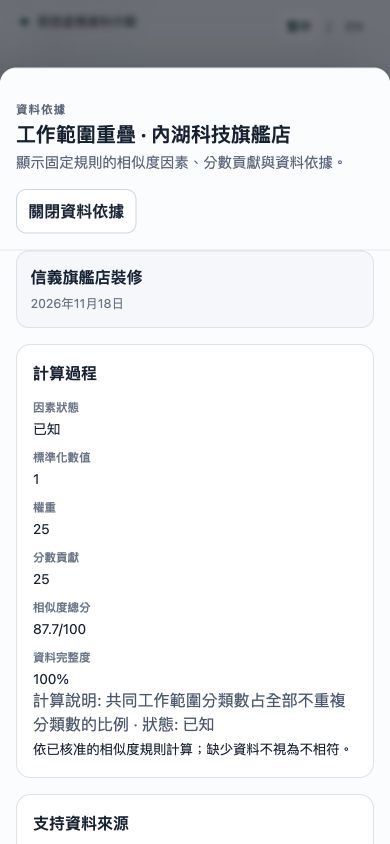 資料依據
工作範圍重疊 · 內湖科技旗艦店
顯示固定規則的相似度因素、分數貢獻與資料依據。
關閉資料依據
信義旗艦店裝修
2026年11月18日
計算過程
因素狀態
已知
標準化數值
1
權重
25
分數貢獻
25
相似度總分
87.7/100
資料完整度
100%
計算說明: 共同工作範圍分類數占全部不重複
分類數的比例 · 狀態: 已知
依已核准的相似度規則計算；缺少資料不視為不相符。
支持資料來源